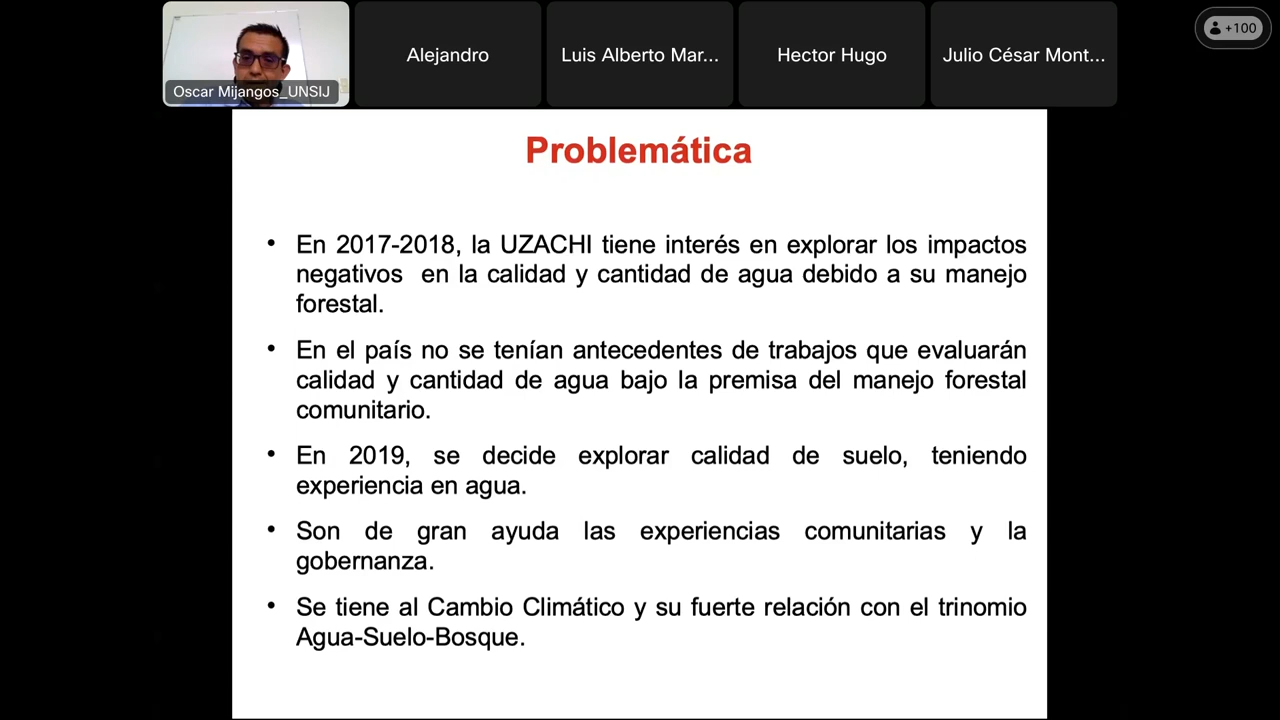 Oscar Mijangos_UNSIJ
Alejandro
Luis Alberto Mar...
Hector Hugo
Julio César Mont...
+100
Problemática
• En 2017-2018, la UZACHI tiene interés en explorar los impactos
negativos en la calidad y cantidad de agua debido a su manejo
forestal.
• En el país no se tenían antecedentes de trabajos que evaluarán
calidad y cantidad de agua bajo la premisa del manejo forestal
comunitario.
• En 2019, se decide explorar calidad de suelo, teniendo
experiencia en agua.
• Son de gran ayuda las experiencias comunitarias y la
gobernanza.
• Se tiene al Cambio Climático y su fuerte relación con el trinomio
Agua-Suelo-Bosque.